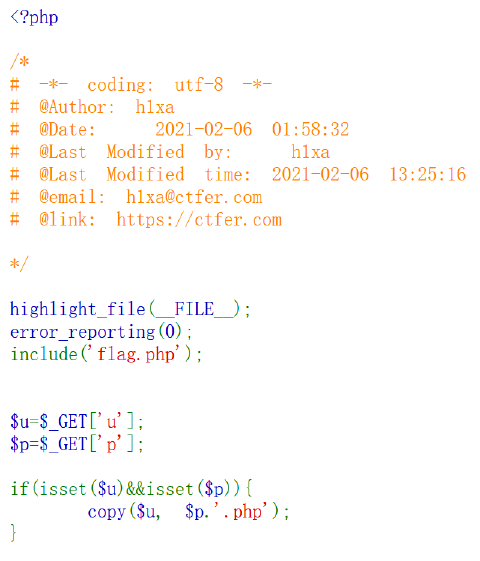 <?php
/*
# -*- coding: utf-8 -*-
# @Author: h1xa
# @Date:   2021-02-06 01:58:32
# @Last Modified by:   h1xa
# @Last Modified time: 2021-02-06 13:25:16
# @email: h1xa@ctfer.com
# @link: https://ctfer.com
*/
highlight_file(__FILE__);
error_reporting(0);
include('flag.php');
$u=$_GET['u'];
$p=$_GET['p'];
if(isset($u)&&isset($p)){
        copy($u, $p.'.php');
}